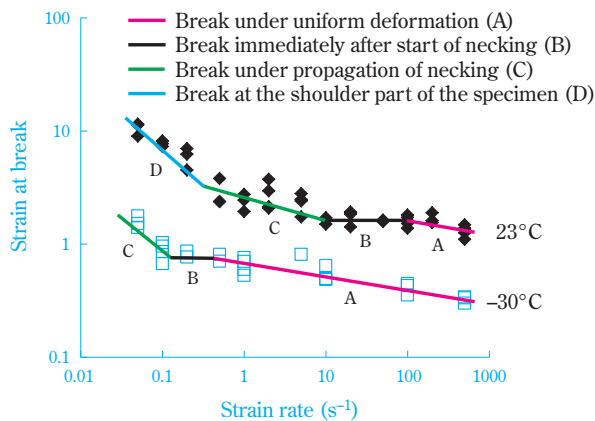 Break under uniform deformation (A)
Break immediately after start of necking (B)
Break under propagation of necking (C)
Break at the shoulder part of the specimen (D)
100
10
1
0.1
Strain at break
D
C
B
A
23°C
C
B
A
–30°C
0.01
0.1
1
10
100
1000
Strain rate (s–1)